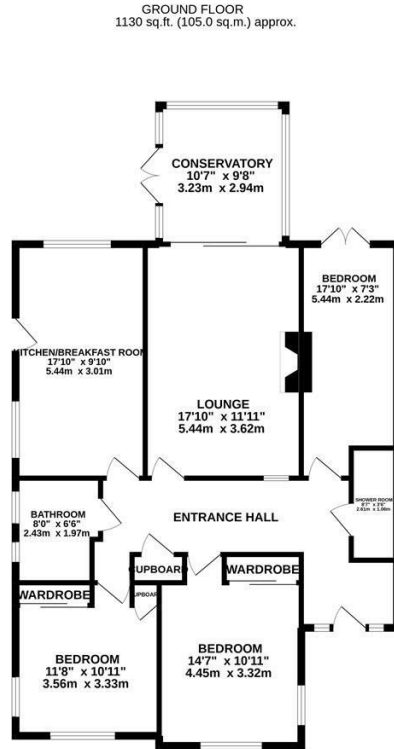 GROUND FLOOR
1130 sq.ft. (105.0 sq.m.) approx.
CONSERVATORY
10'7" x 9'8"
3.23m x 2.94m
BEDROOM
17'10" x 7'3"
5.44m x 2.22m
KITCHEN/BREAKFAST ROOM
17'10" x 9'10"
5.44m x 3.01m
LOUNGE
17'10" x 11'11"
5.44m x 3.62m
SHOWER ROOM
BATHROOM
8'0" x 6'6"
2.43m x 1.97m
ENTRANCE HALL
CUPBOARD
WARDROBE
WARDROBE
CUPBOARD
BEDROOM
11'8" x 10'11"
3.56m x 3.33m
BEDROOM
14'7" x 10'11"
4.45m x 3.32m